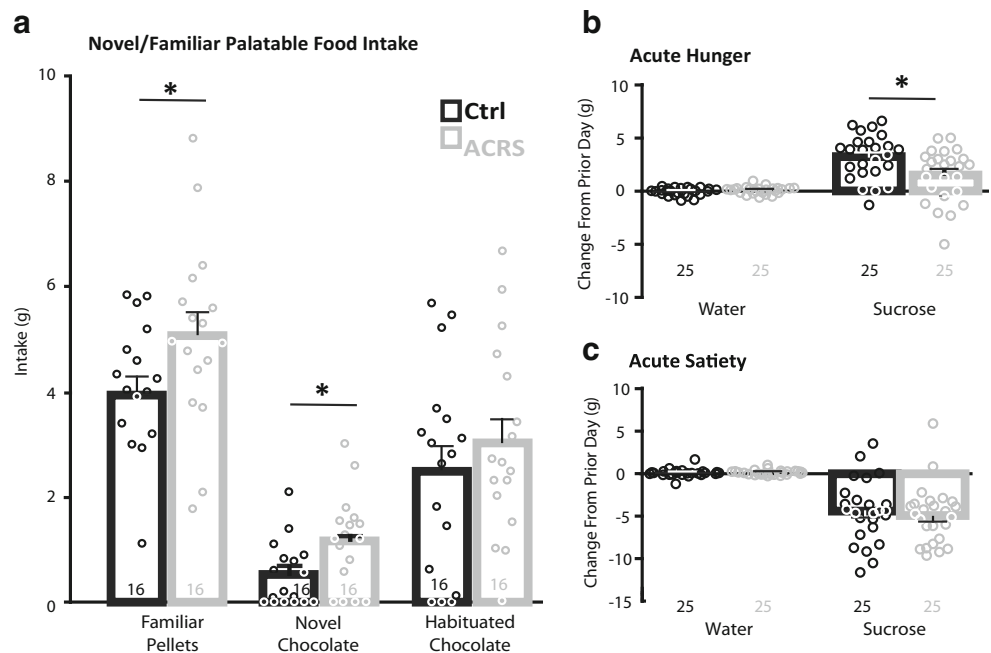 a
Novel/Familiar Palatable Food Intake
10
8
6
4
2
0
Intake (g)
*
*
Ctrl
ACRS
16
16
16
16
16
16
Familiar
Pellets
Novel
Chocolate
Habituated
Chocolate
b
Acute Hunger
10
5
0
-5
-10
Change From Prior Day (g)
*
25
25
25
25
Water
Sucrose
c
Acute Satiety
10
5
0
-5
-10
-15
Change From Prior Day (g)
25
25
25
25
Water
Sucrose